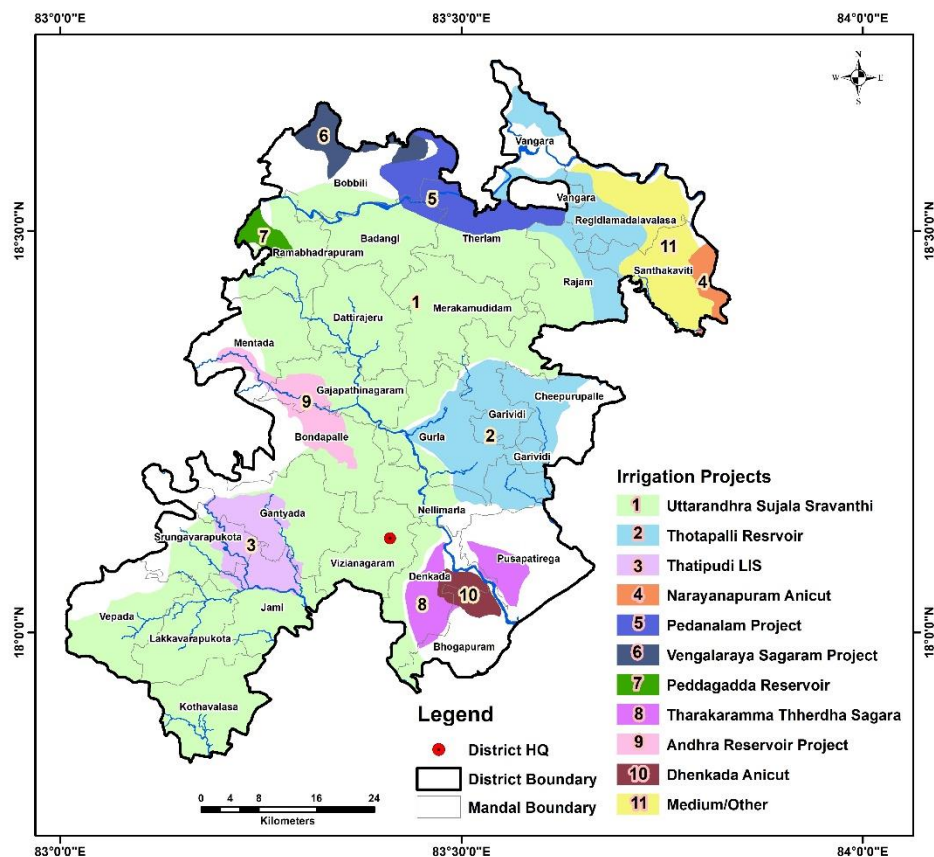 83°0'0"E
83°30'0"E
84°0'0"E
N
W E
S
6
Vangara
Bobbili
5
Vangara
18°30'0"N
7
Regidiamadalavalasa
18°30'0"N
Badangi
Therlam
11
Ramabhadrapuram
Santhakaviti
4
Rajam
1
Merakamudidam
Dattirajeru
Mentada
Gajapathinagaram
Cheepurupalle
9
Garividi
Gurla
2
Bondapalle
Garividi
Irrigation Projects
1 Uttarandhra Sujala Sravanthi
Gantyada
Nellimarla
2 Thotapalli Resrvoir
Srungavarapukota
3
Vizianagaram
Pusapatirega
3 Thatipudi LIS
Denkada
10
4 Narayanapuram Anicut
8
Jami
Vepada
18°0'0"N
5 Pedanalam Project
18°0'0"N
Lakkavarapukota
Bhogapuram
6 Vengalaraya Sagaram Project
7 Peddagadda Reservoir
Kothavalasa
Legend
8 Tharakaramma Thherdha Sagara
District HQ
9 Andhra Reservoir Project
District Boundary
10 Dhenkada Anicut
Mandal Boundary
11 Medium/Other
0 4 8 16 24
Kilometers
83°0'0"E
83°30'0"E
84°0'0"E